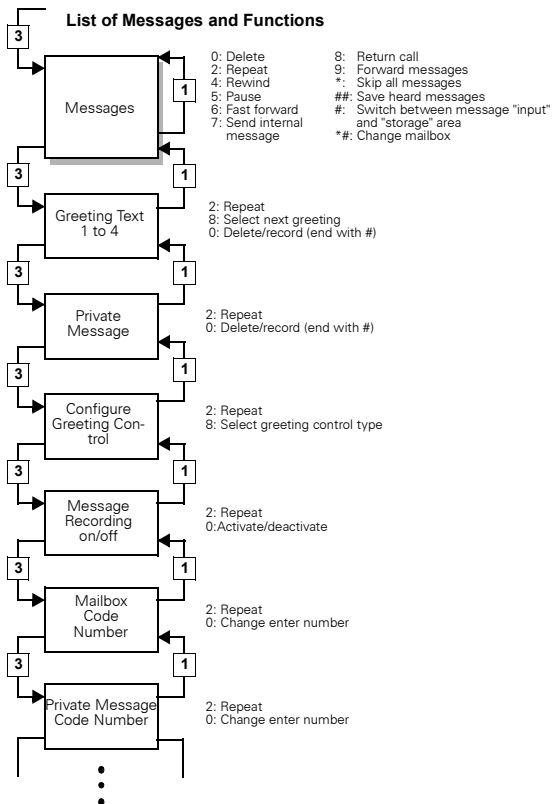 List of Messages and Functions
3
Messages
1
0: Delete
2: Repeat
4: Rewind
5: Pause
6: Fast forward
7: Send internal
message
8: Return call
9: Forward messages
*: Skip all messages
##: Save heard messages
#: Switch between message "input"
and "storage" area
*#: Change mailbox
3
1
Greeting Text
1 to 4
2: Repeat
8: Select next greeting
0: Delete/record (end with #)
3
1
Private
Message
2: Repeat
0: Delete/record (end with #)
3
1
Configure
Greeting Con-
trol
2: Repeat
8: Select greeting control type
3
1
Message
Recording
on/off
2: Repeat
0:Activate/deactivate
3
1
Mailbox
Code
Number
2: Repeat
0: Change enter number
3
1
Private Message
Code Number
2: Repeat
0: Change enter number